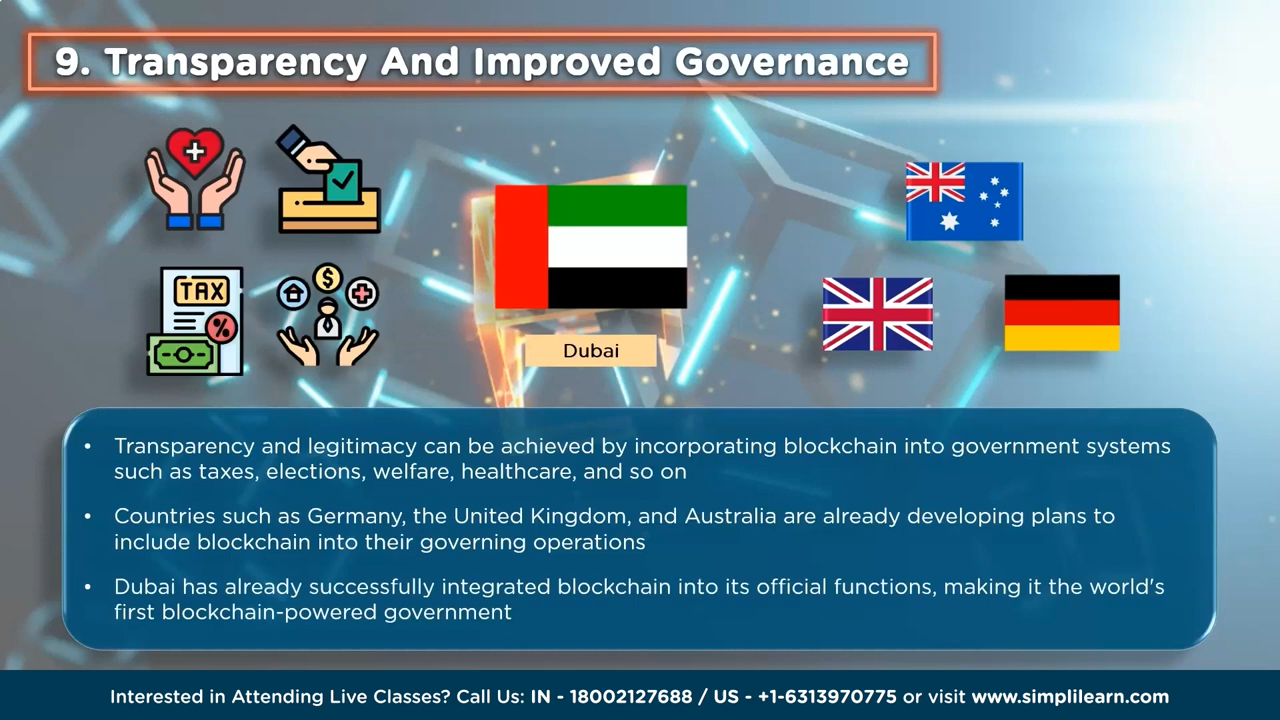 9. Transparency And Improved Governance
TAX
%
$
Dubai
• Transparency and legitimacy can be achieved by incorporating blockchain into government systems
such as taxes, elections, welfare, healthcare, and so on
• Countries such as Germany, the United Kingdom, and Australia are already developing plans to
include blockchain into their governing operations
• Dubai has already successfully integrated blockchain into its official functions, making it the world's
first blockchain-powered government
Interested in Attending Live Classes? Call Us: IN - 18002127688 / US - +1-6313970775 or visit www.simplilearn.com